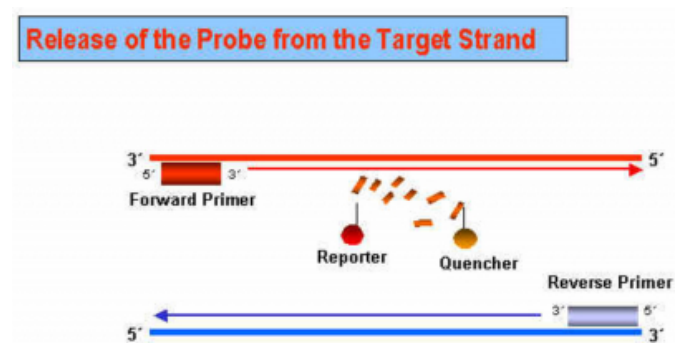 Release of the Probe from the Target Strand
3´ 5´
5´ 3´
Forward Primer
Reporter Quencher
Reverse Primer
3´ 5´
5´ 3´